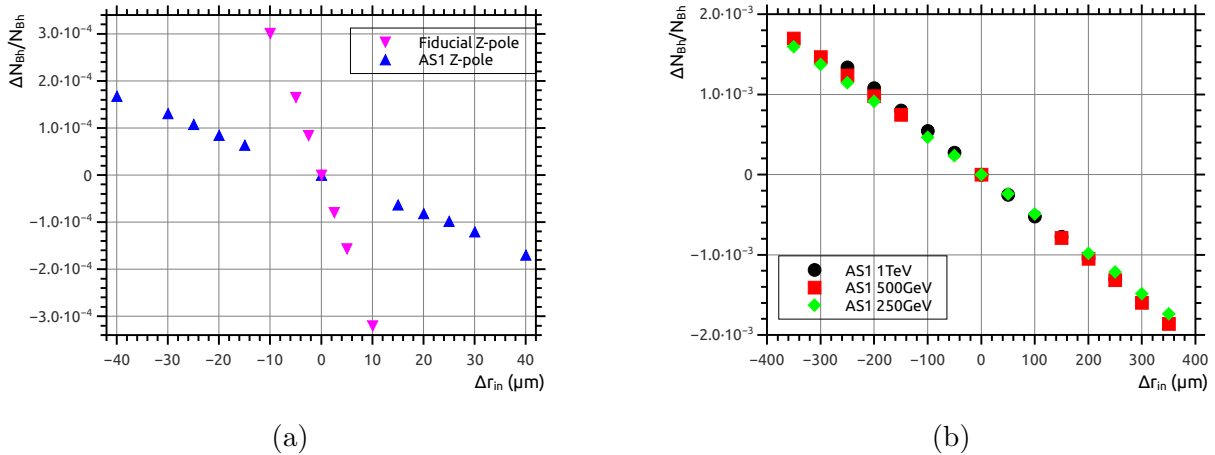 ΔN_Bh/N_Bh
3.0·10⁻⁴
2.0·10⁻⁴
1.0·10⁻⁴
0
−1.0·10⁻⁴
−2.0·10⁻⁴
−3.0·10⁻⁴
Fiducial Z-pole
AS1 Z-pole
−40 −30 −20 −10 0 10 20 30 40
Δr_in (μm)
(a)
ΔN_Bh/N_Bh
2.0·10⁻³
1.0·10⁻³
0
−1.0·10⁻³
−2.0·10⁻³
AS1 1TeV
AS1 500GeV
AS1 250GeV
−400 −300 −200 −100 0 100 200 300 400
Δr_in (μm)
(b)